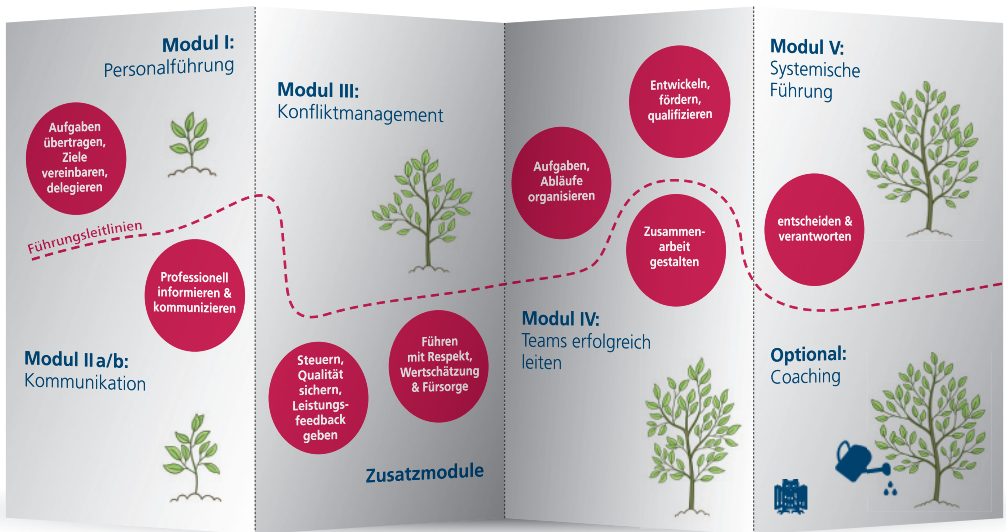 Modul I:
Personalführung
Aufgaben
übertragen,
Ziele
vereinbaren,
delegieren
Führungsleitlinien
Professionell
informieren &
kommunizieren
Modul II a/b:
Kommunikation
Modul III:
Konfliktmanagement
Steuern,
Qualität
sichern,
Leistungs-
feedback
geben
Führen
mit Respekt,
Wertschätzung
& Fürsorge
Zusatzmodule
Entwickeln,
fördern,
qualifizieren
Aufgaben,
Abläufe
organisieren
Zusammen-
arbeit
gestalten
Modul IV:
Teams erfolgreich
leiten
Modul V:
Systemische
Führung
entscheiden &
verantworten
Optional:
Coaching